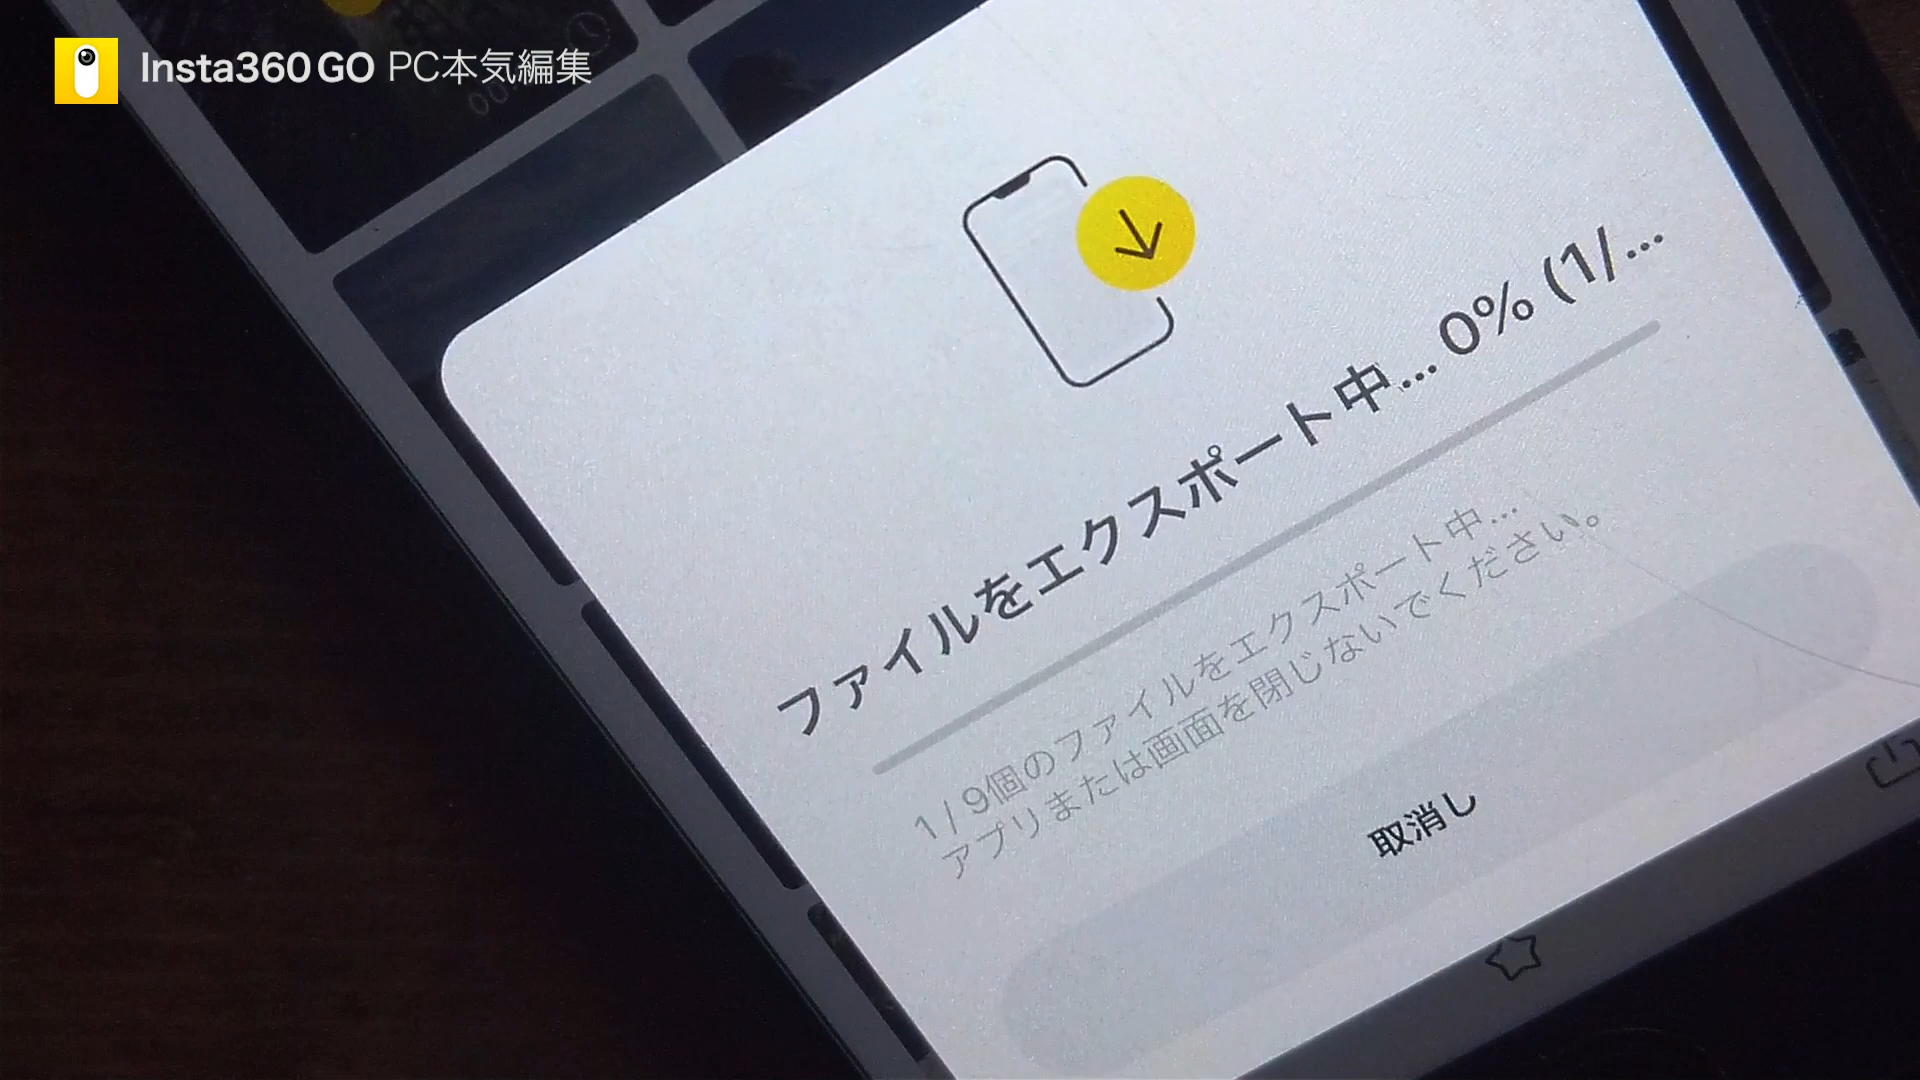 Insta360 GO PC本気編集
ファイルをエクスポート中... 0% (1/...
1 / 9個のファイルをエクスポート中...
アプリまたは画面を閉じないでください。
取消し